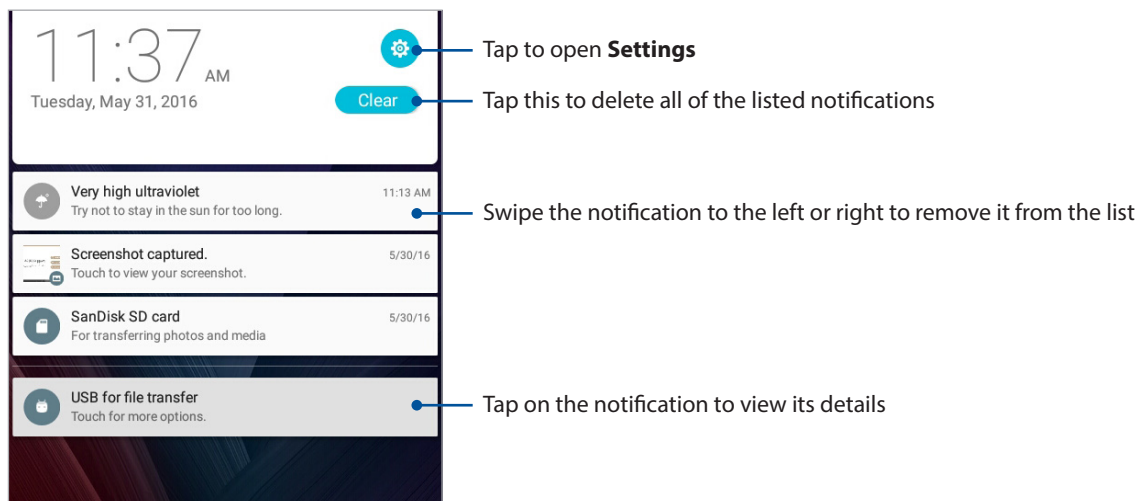 11:37 AM
Tap to open Settings
Tuesday, May 31, 2016
Clear
Tap this to delete all of the listed notifications
Very high ultraviolet
11:13 AM
Try not to stay in the sun for too long.
Swipe the notification to the left or right to remove it from the list
Screenshot captured.
5/30/16
Touch to view your screenshot.
SanDisk SD card
5/30/16
For transferring photos and media
USB for file transfer
Touch for more options.
Tap on the notification to view its details